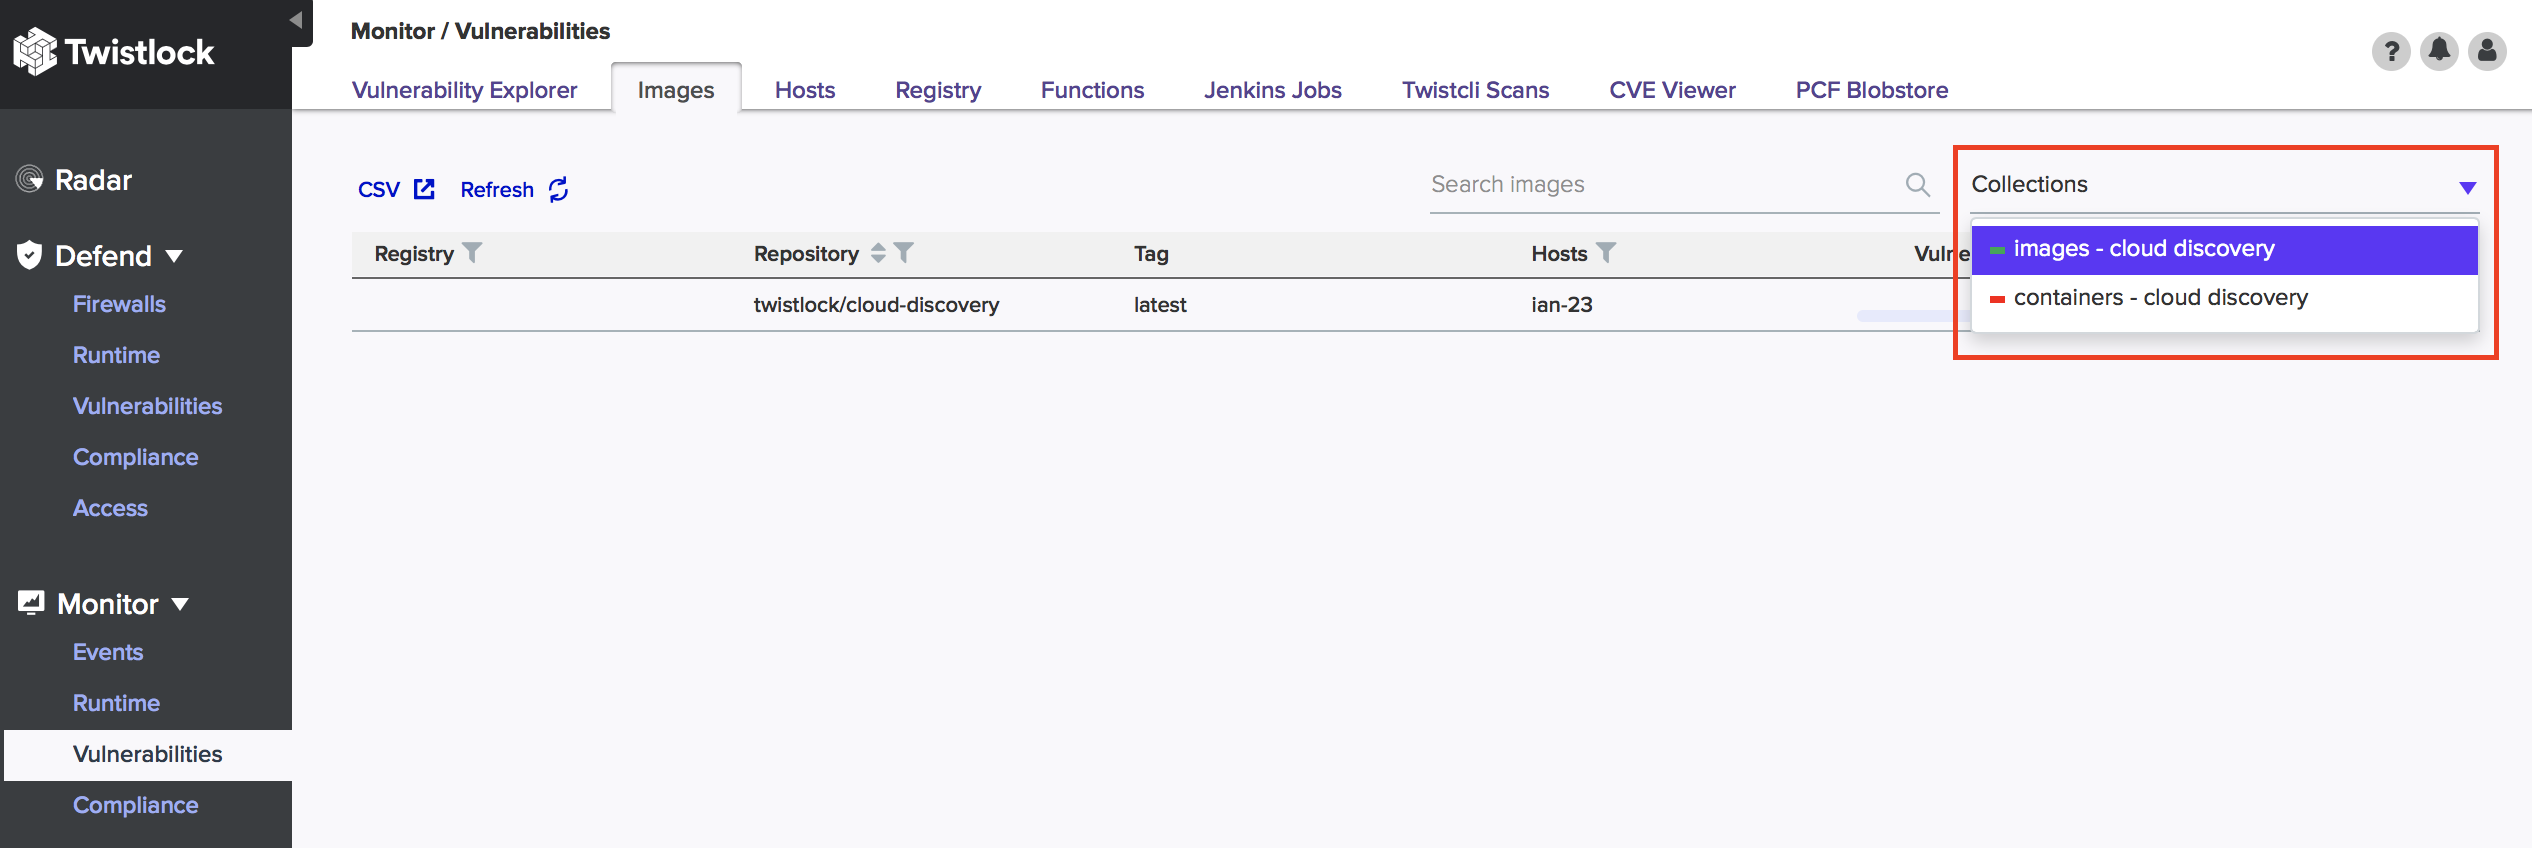 Twistlock
Monitor / Vulnerabilities
?
Vulnerability Explorer Images Hosts Registry Functions Jenkins Jobs Twistcli Scans CVE Viewer PCF Blobstore
Radar
Defend
Firewalls
Runtime
Vulnerabilities
Compliance
Access
Monitor
Events
Runtime
Vulnerabilities
Compliance
CSV Refresh Search images Collections
Registry Repository Tag Hosts Vulne
twistlock/cloud-discovery latest ian-23
images - cloud discovery
containers - cloud discovery